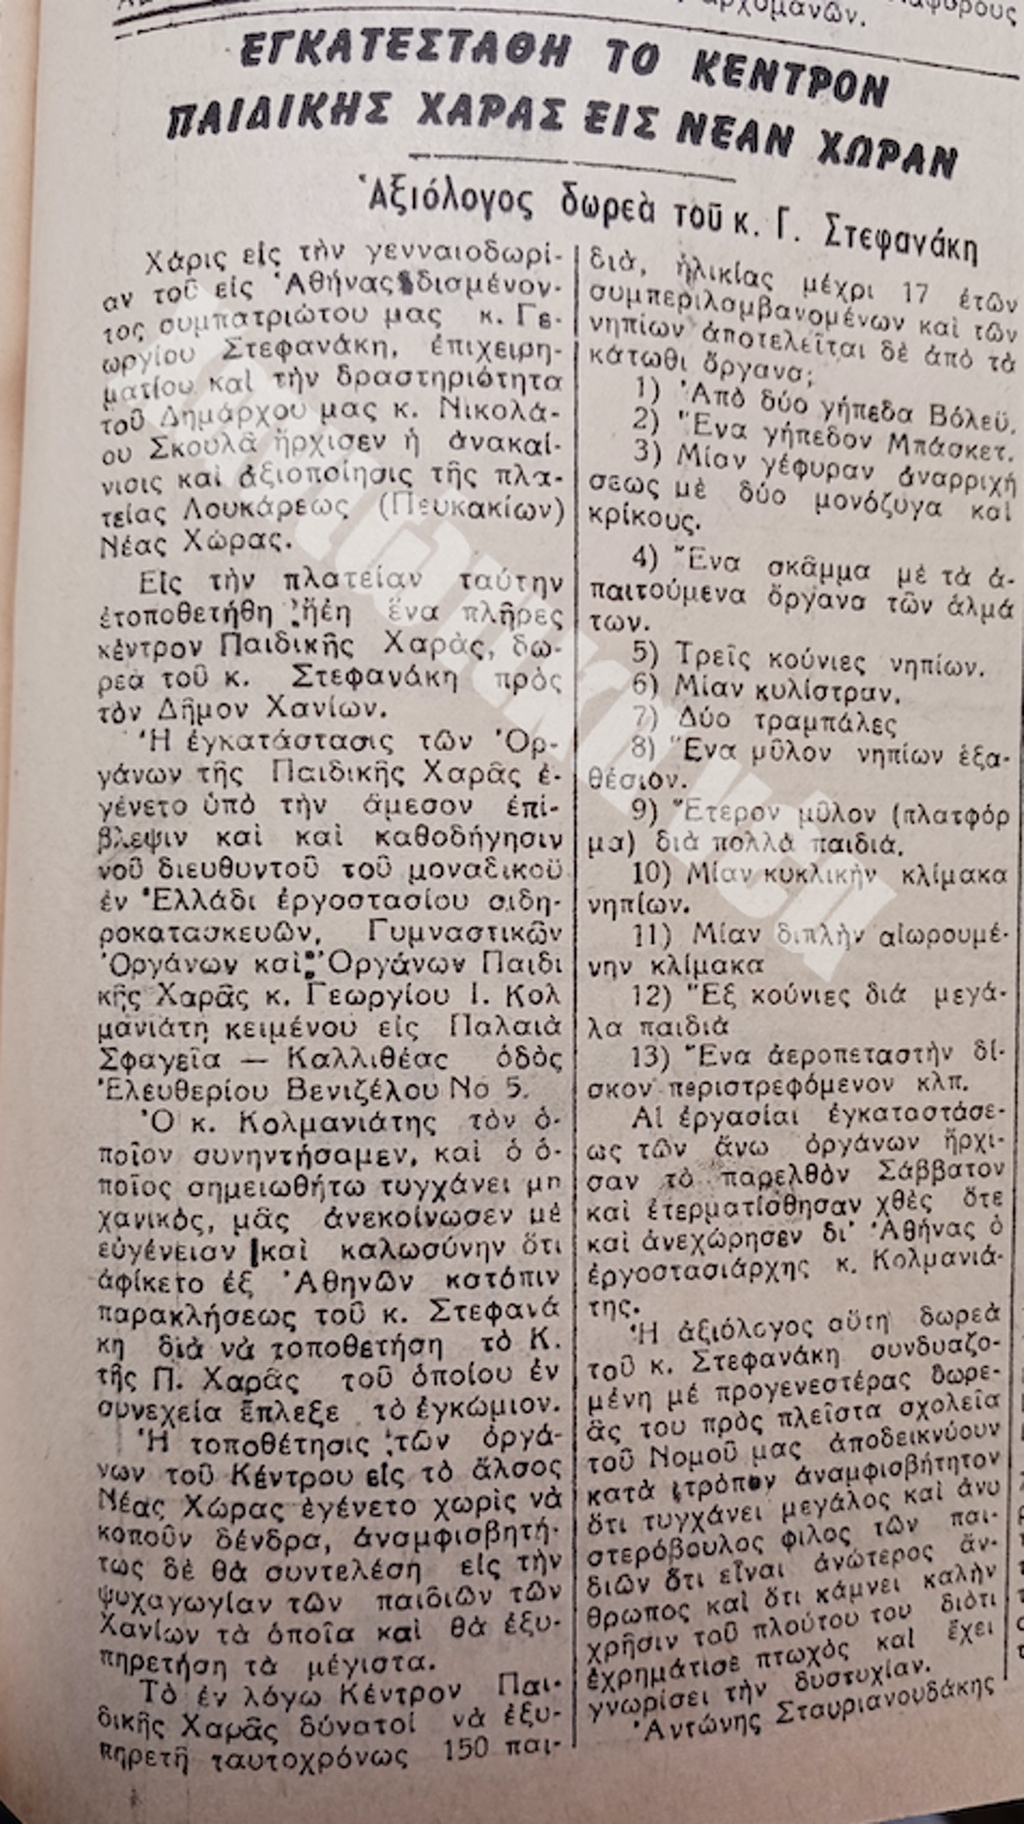 ρχομανῶν.
ΕΓΚΑΤΕΣΤΑΘΗ ΤΟ ΚΕΝΤΡΟΝ
ΠΑΙΔΙΚΗΣ ΧΑΡΑΣ ΕΙΣ ΝΕΑΝ ΧΩΡΑΝ
Ἀξιόλογος δωρεὰ τοῦ κ. Γ. Στεφανάκη
Χάρις εἰς τὴν γενναιοδωρί-
αν τοῦ εἰς Ἀθήνας διαμένον-
τος συμπατριώτου μας κ. Γε-
ωργίου Στεφανάκη, ἐπιχειρη-
ματίου καὶ τὴν δραστηριότητα
τοῦ Δημάρχου μας κ. Νικολά-
ου Σκουλᾶ ἤρχισεν ἡ ἀνακαί-
νισις καὶ ἀξιοποίησις τῆς πλα-
τείας Λουκάρεως (Πευκακίων)
Νέας Χώρας.
Εἰς τὴν πλατείαν ταύτην
ἐτοποθετήθη ἤεη ἕνα πλῆρες
κέντρον Παιδικῆς Χαρᾶς, δω-
ρεὰ τοῦ κ. Στεφανάκη πρὸς
τὸν Δῆμον Χανίων.
Ἡ ἐγκατάστασις τῶν Ὀρ-
γάνων τῆς Παιδικῆς Χαρᾶς ἐ-
γένετο ὑπὸ τὴν ἄμεσον ἐπί-
βλεψιν καὶ καὶ καθοδήγησιν
νοῦ διευθυντοῦ τοῦ μοναδικοῦ
ἐν Ἑλλάδι ἐργοστασίου σιδη-
ροκατασκευῶν, Γυμναστικῶν
Ὀργάνων καὶ Ὀργάνων Παιδι
κῆς Χαρᾶς κ. Γεωργίου Ι. Κολ
μανιάτη κειμένου εἰς Παλαιὰ
Σφαγεῖα — Καλλιθέας ὁδὸς
Ἐλευθερίου Βενιζέλου Νο 5.
Ὁ κ. Κολμανιάτης τὸν ὁ-
ποῖον συνηντήσαμεν, καὶ ὁ ὁ-
ποῖος σημειωθήτω τυγχάνει μη
χανικὸς, μᾶς ἀνεκοίνωσεν μὲ
εὐγένειαν καὶ καλωσύνην ὅτι
ἀφίκετο ἐξ Ἀθηνῶν κατόπιν
παρακλήσεως τοῦ κ. Στεφανά
κη διὰ νὰ τοποθετήση τὸ Κ.
τῆς Π. Χαρᾶς τοῦ ὁποίου ἐν
συνεχεία ἔπλεξε τὸ ἐγκώμιον.
Ἡ τοποθέτησις τῶν ὀργά-
νων τοῦ Κέντρου εἰς τὸ ἄλσος
Νέας Χώρας ἐγένετο χωρὶς νὰ
κοποῦν δένδρα, ἀναμφισβητή-
τως δὲ θὰ συντελέση εἰς τὴν
ψυχαγωγίαν τῶν παιδιῶν τῶν
Χανίων τὰ ὁποῖα καὶ θὰ ἐξυ-
πηρετήση τὰ μέγιστα.
Τὸ ἐν λόγω Κέντρον Παι-
δικῆς Χαρᾶς δύνατοί νὰ ἐξυ-
πηρετῆ ταυτοχρόνως 150 παι-
διὰ, ἡλικίας μέχρι 17 ἐτῶν
συμπεριλαμβανομένων καὶ τῶν
νηπίων ἀποτελεῖται δὲ ἀπὸ τὰ
κάτωθι ὄργανα:
1) Ἀπὸ δύο γήπεδα Βόλεϋ.
2) Ἕνα γήπεδον Μπάσκετ.
3) Μίαν γέφυραν ἀναρριχή
σεως μὲ δύο μονόζυγα καὶ
κρίκους.
4) Ἕνα σκᾶμμα μὲ τὰ ἀ-
παιτούμενα ὄργανα τῶν ἁλμά
των.
5) Τρεῖς κούνιες νηπίων.
6) Μίαν κυλίστραν.
7) Δύο τραμπάλες
8) Ἕνα μῦλον νηπίων ἑξα-
θέσιον.
9) Ἕτερον μῦλον (πλατφόρ
μα) διὰ πολλὰ παιδιά.
10) Μίαν κυκλικὴν κλίμακα
νηπίων.
11) Μίαν διπλὴν αἰωρουμέ-
νην κλίμακα
12) Ἕξ κούνιες διά μεγά-
λα παιδιὰ
13) Ἕνα ἀεροπεταστὴν δί-
σκον περιστρεφόμενον κλπ.
Αἱ ἐργασίαι ἐγκαταστάσε-
ως τῶν ἄνω ὀργάνων ἤρχι-
σαν τὸ παρελθὸν Σάββατον
καὶ ἐτερματίσθησαν χθὲς ὅτε
καὶ ἀνεχώρησεν δι' Ἀθήνας ὁ
ἐργοστασιάρχης κ. Κολμανιά-
της.
Ἡ ἀξιόλογος αὕτη δωρεὰ
τοῦ κ. Στεφανάκη συνδυαζο-
μένη μέ προγενεστέρας δωρε-
ᾶς του πρὸς πλεῖστα σχολεῖα
τοῦ Νομοῦ μας ἀποδεικνύουν
κατὰ τρόπον ἀναμφισβήτητον
ὅτι τυγχάνει μεγάλος καὶ ἀνυ
στερόβουλος φίλος τῶν παι-
διῶν ὅτι εἶναι ἀνώτερος ἄν-
θρωπος καὶ ὅτι κάμνει καλὴν
χρῆσιν τοῦ πλούτου του διότι
ἐχρημάτισε πτωχὸς καὶ ἔχει
γνωρίσει τὴν δυστυχίαν.
Ἀντώνης Σταυριανουδάκης